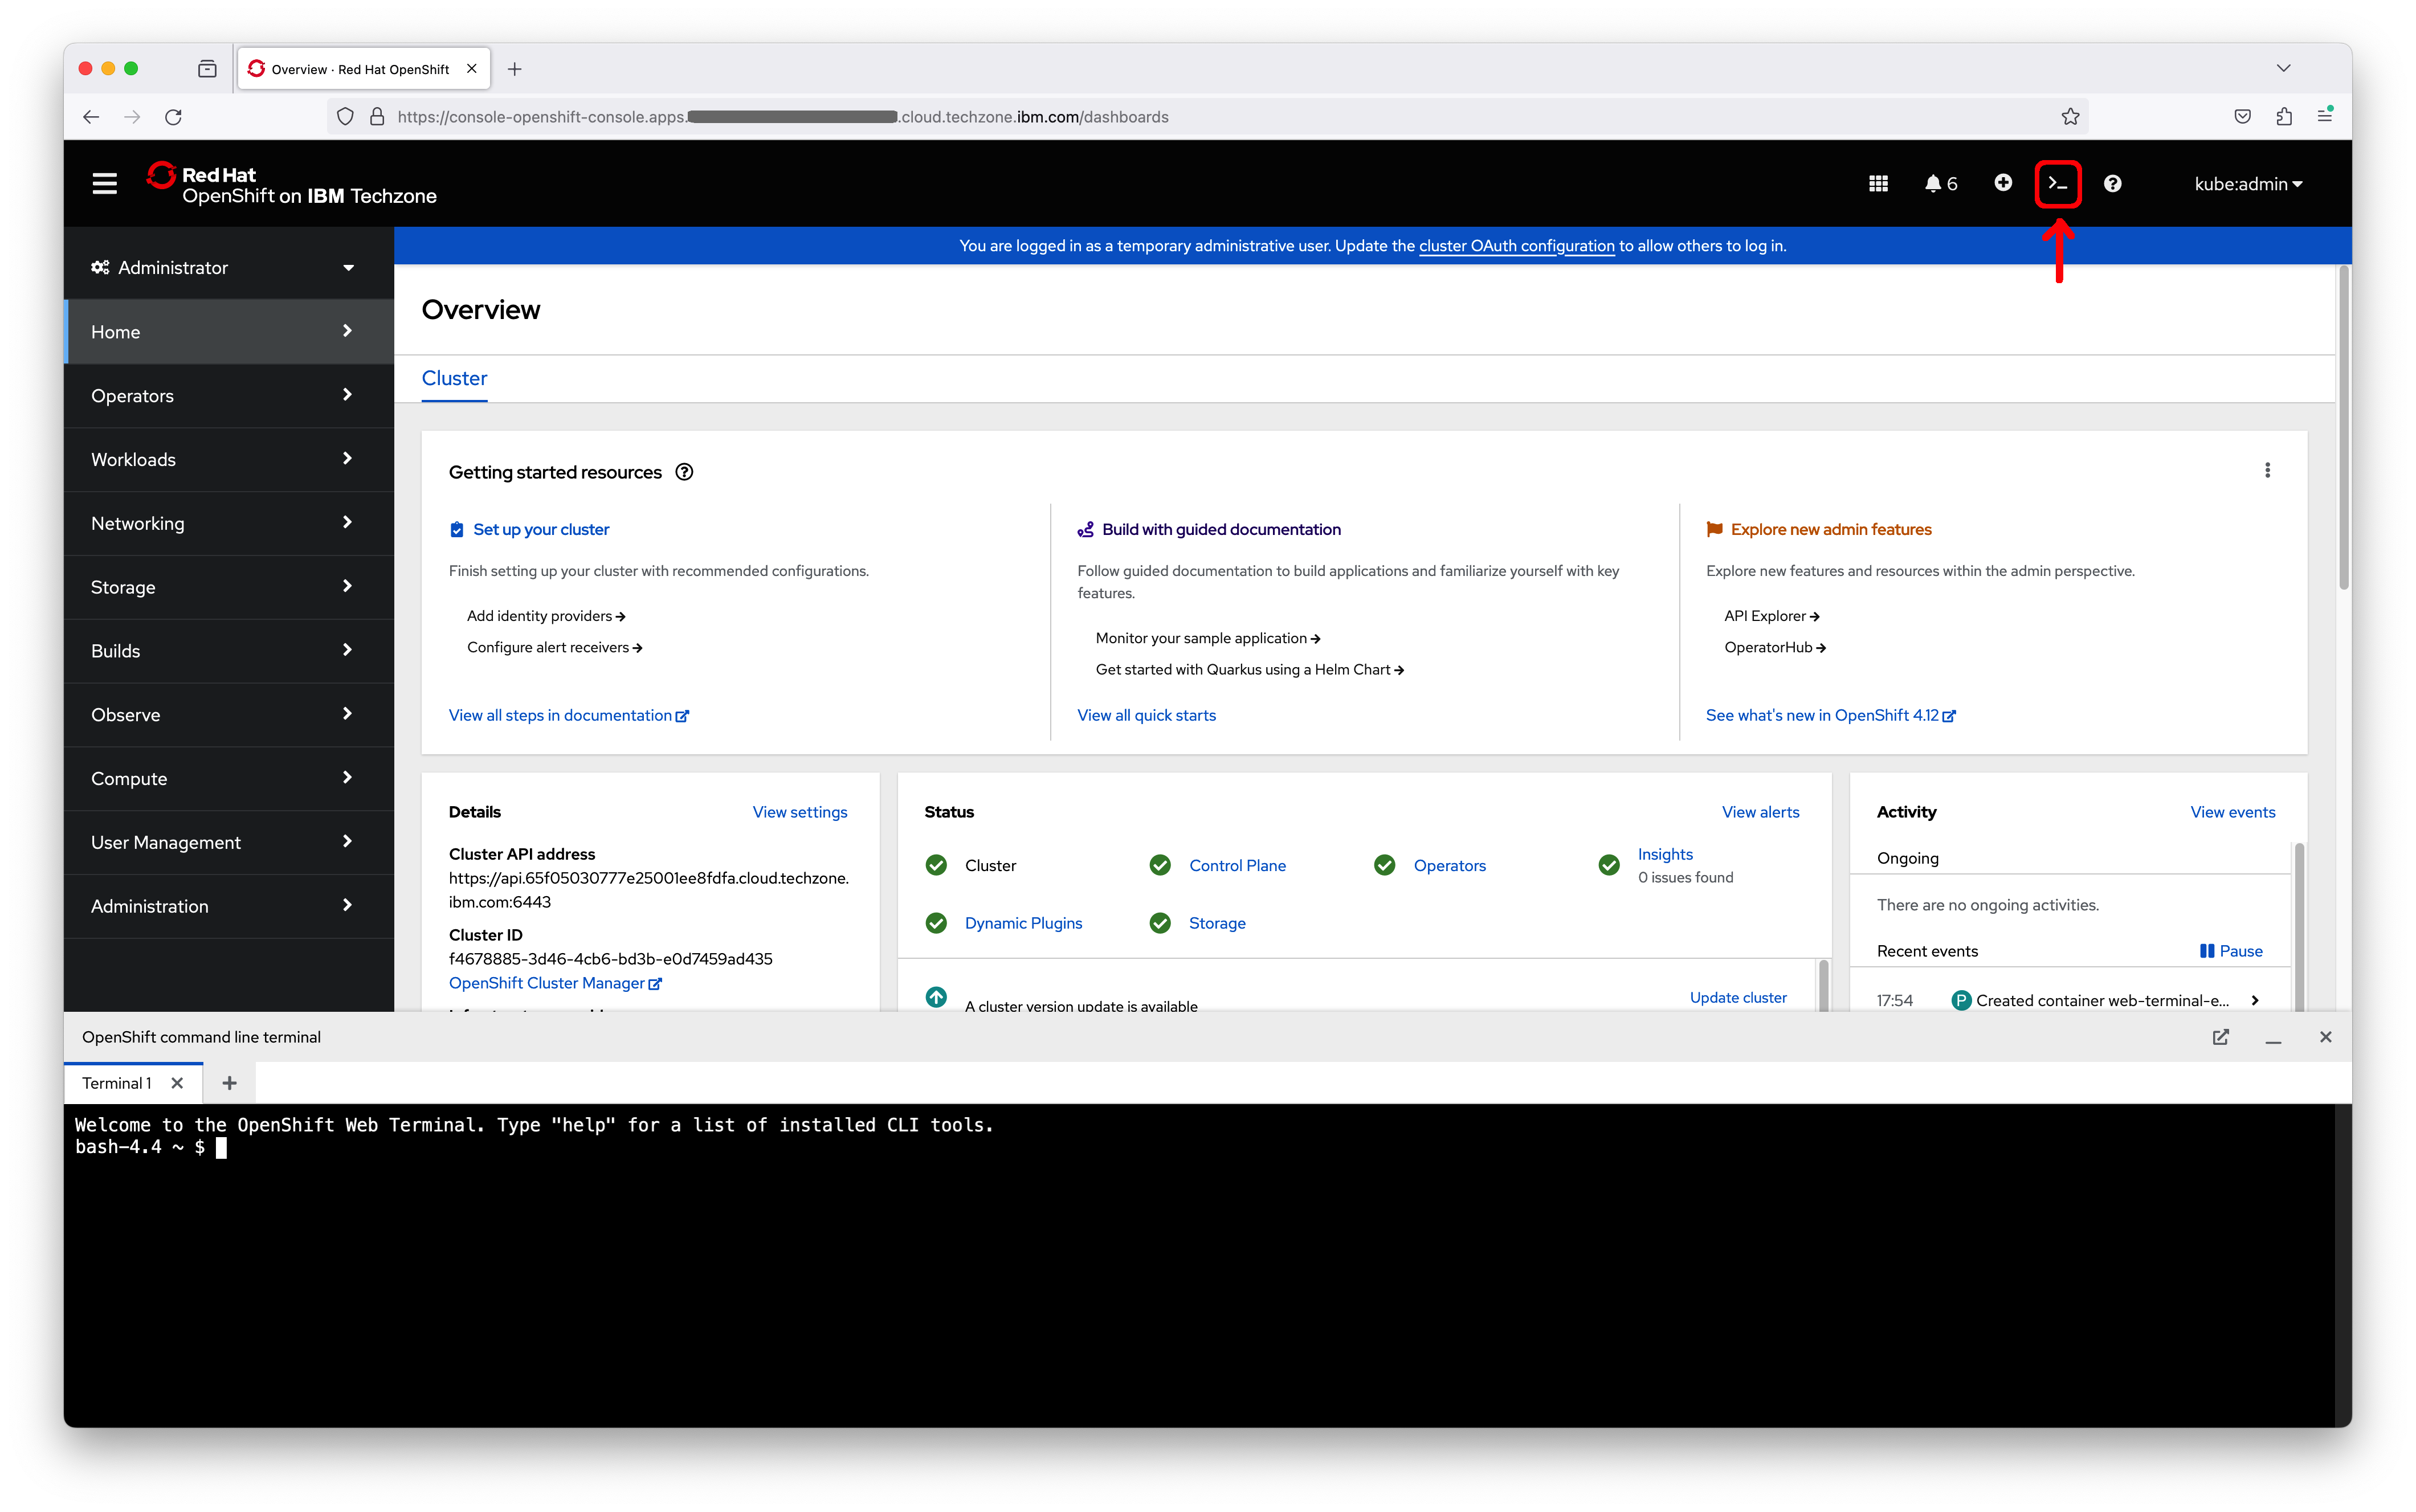 Overview · Red Hat OpenShift
https://console-openshift-console.apps.
.cloud.techzone.ibm.com/dashboards
Red Hat
OpenShift on IBM Techzone
6
kube:admin
You are logged in as a temporary administrative user. Update the cluster OAuth configuration to allow others to log in.
Administrator
Home
Operators
Workloads
Networking
Storage
Builds
Observe
Compute
User Management
Administration
Overview
Cluster
Getting started resources
Set up your cluster
Finish setting up your cluster with recommended configurations.
Add identity providers
Configure alert receivers
View all steps in documentation
Build with guided documentation
Follow guided documentation to build applications and familiarize yourself with key
features.
Monitor your sample application
Get started with Quarkus using a Helm Chart
View all quick starts
Explore new admin features
Explore new features and resources within the admin perspective.
API Explorer
OperatorHub
See what's new in OpenShift 4.12
Details
View settings
Cluster API address
https://api.65f05030777e25001ee8fdfa.cloud.techzone.
ibm.com:6443
Cluster ID
f4678885-3d46-4cb6-bd3b-e0d7459ad435
OpenShift Cluster Manager
Status
View alerts
Cluster
Control Plane
Operators
Insights
0 issues found
Dynamic Plugins
Storage
A cluster version update is available
Update cluster
Activity
View events
Ongoing
There are no ongoing activities.
Recent events
Pause
17:54
P
Created container web-terminal-e...
OpenShift command line terminal
Terminal 1
Welcome to the OpenShift Web Terminal. Type "help" for a list of installed CLI tools.
bash-4.4 ~ $